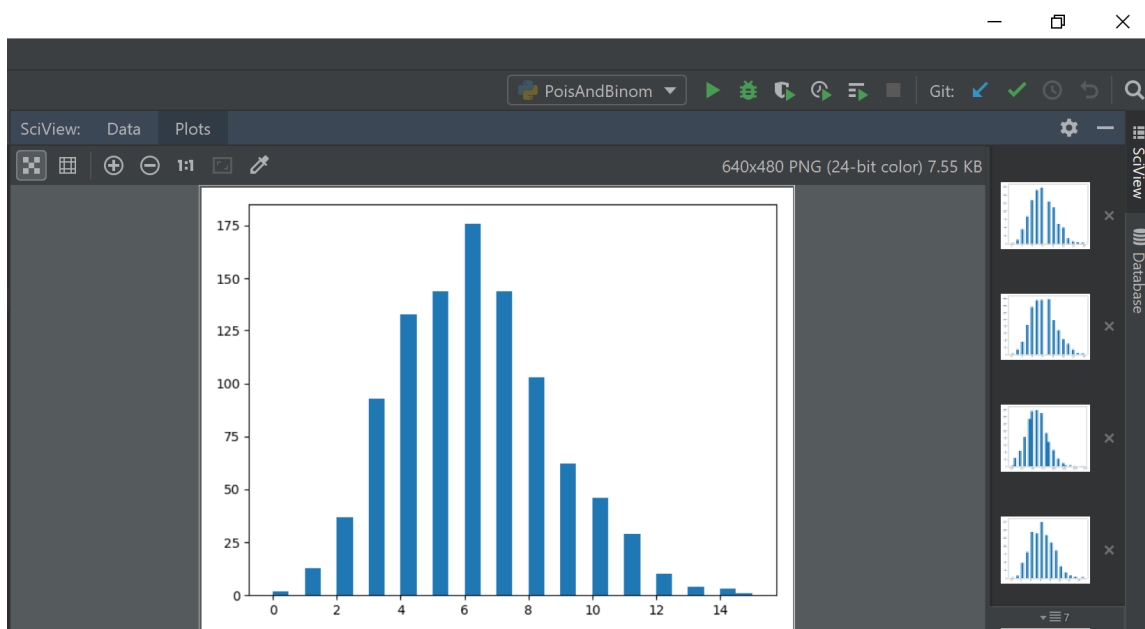 PoisAndBinom
Git:
SciView:
Data
Plots
1:1
640x480 PNG (24-bit color) 7.55 KB
SciView
Database
175
150
125
100
75
50
25
0
0 2 4 6 8 10 12 14
7